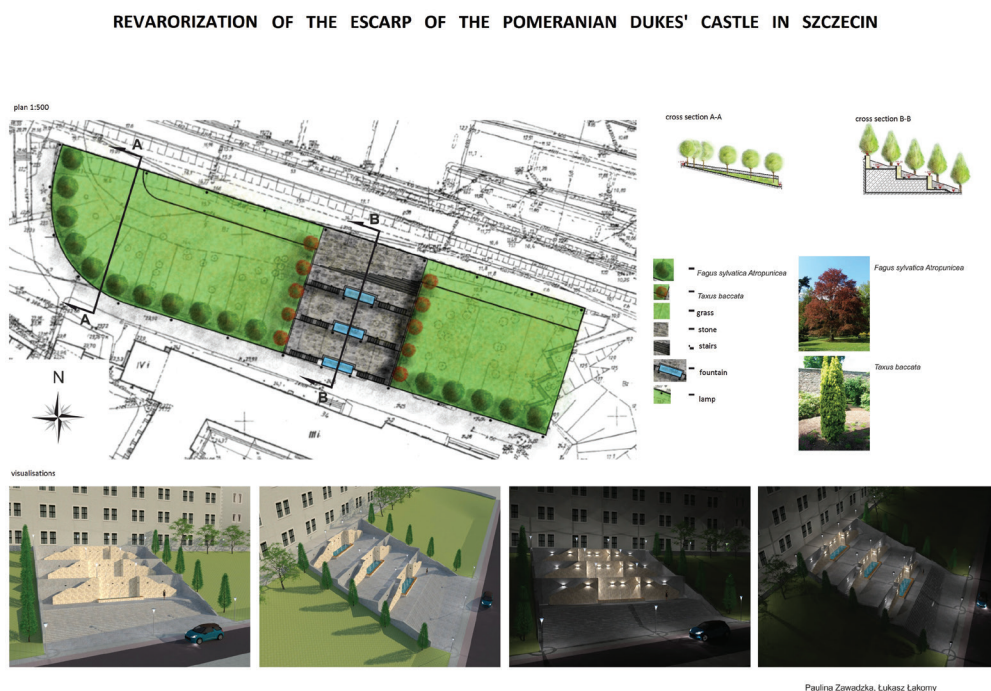 REVARORIZATION OF THE ESCARP OF THE POMERANIAN DUKES' CASTLE IN SZCZECIN
plan 1:500
cross section A-A
cross section B-B
A
B
A
B
N
IVi
mi
Fagus sylvatica Atropunicea
Taxus baccata
grass
stone
stairs
fountain
lamp
Fagus sylvatica Atropunicea
Taxus baccata
visualisations
Paulina Zawadzka, Łukasz Łakomy